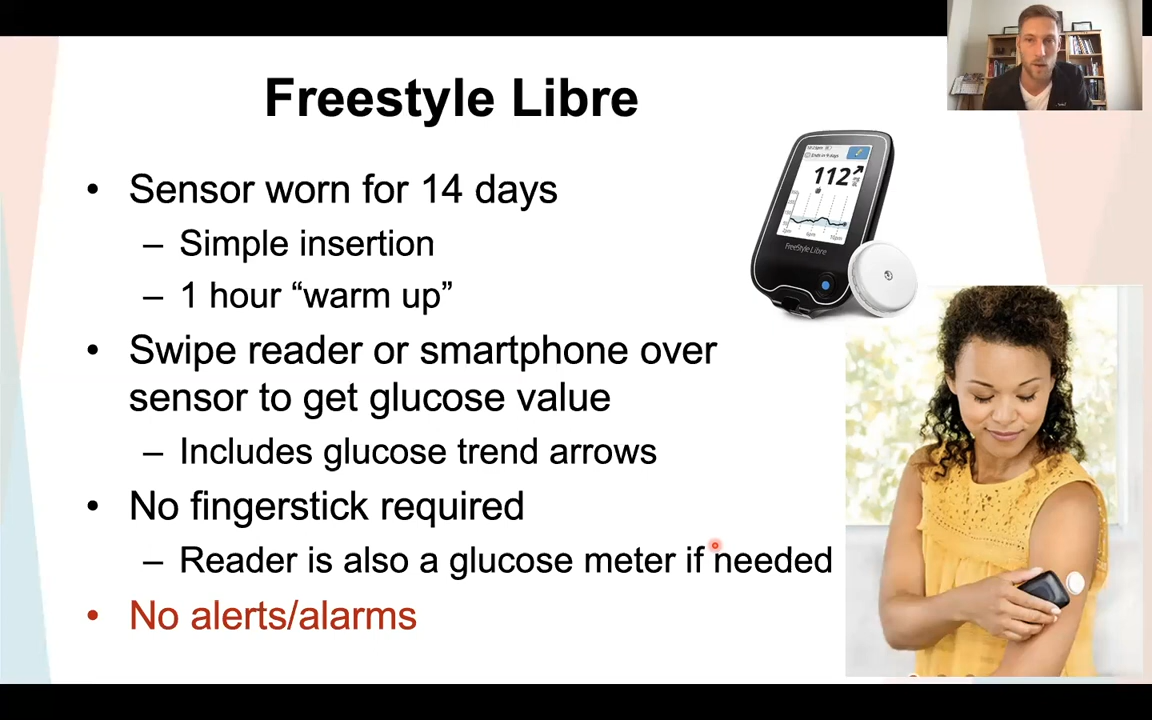 Freestyle Libre
• Sensor worn for 14 days
– Simple insertion
– 1 hour “warm up”
• Swipe reader or smartphone over
sensor to get glucose value
– Includes glucose trend arrows
• No fingerstick required
– Reader is also a glucose meter if needed
• No alerts/alarms
112
FreeStyle Libre